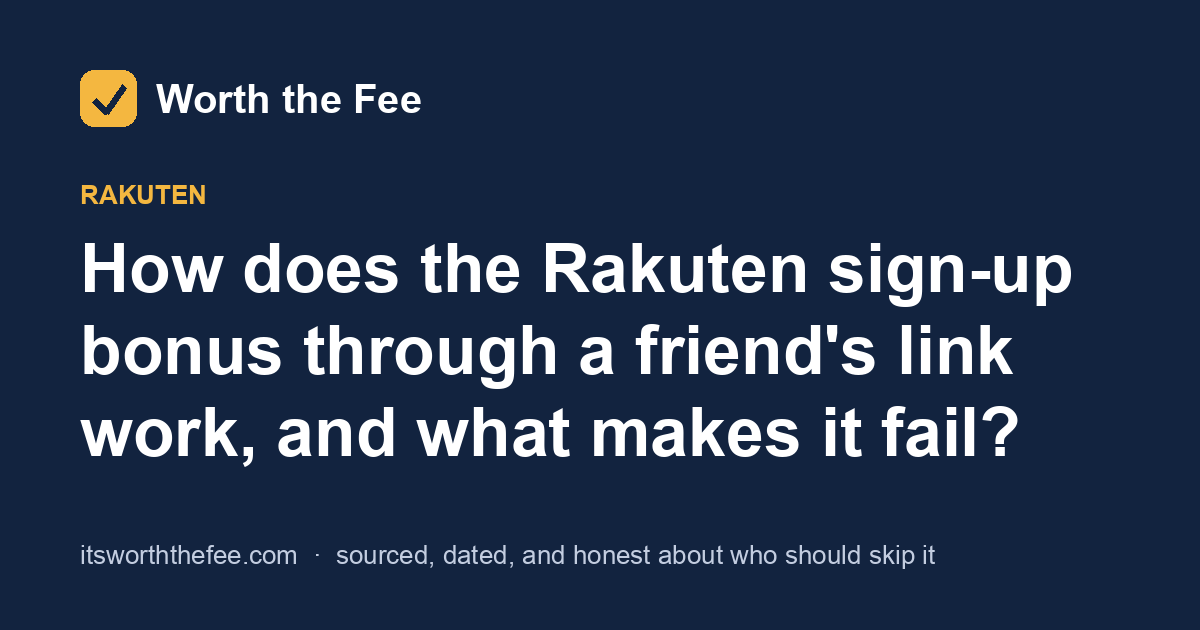 Worth the Fee
RAKUTEN
How does the Rakuten sign-up
bonus through a friend's link
work, and what makes it fail?
itsworththefee.com · sourced, dated, and honest about who should skip it